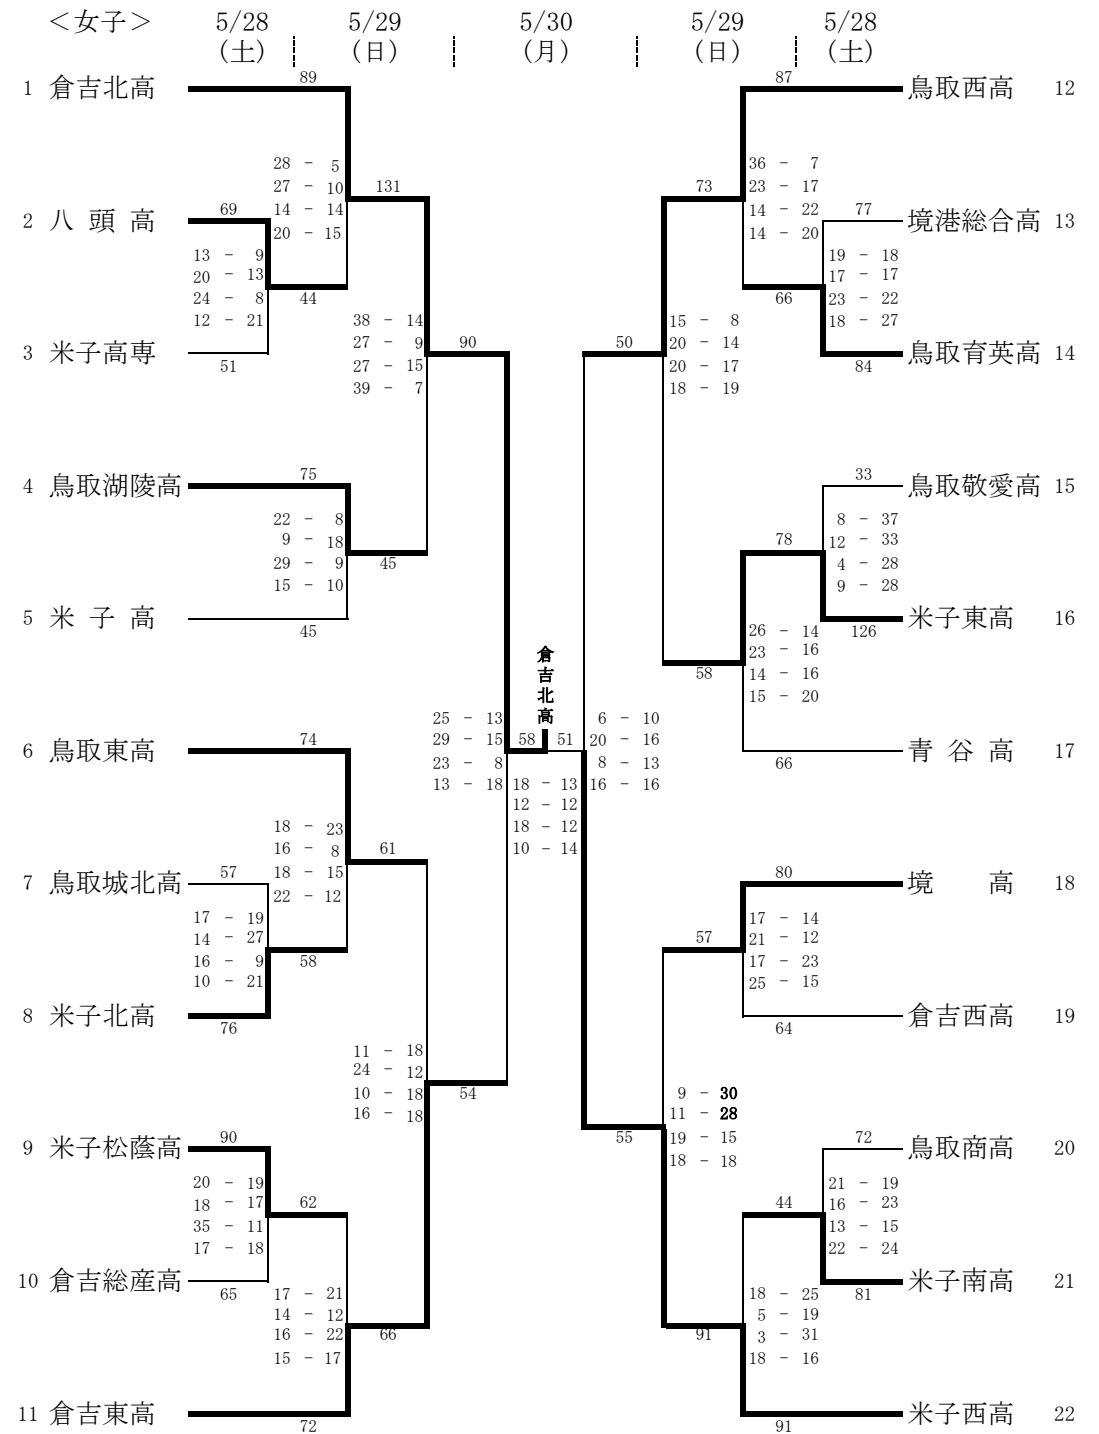 ＜女子＞ 5/28 5/29 5/30 5/29 5/28
(土) (日) (月) (日) (土)
89 87
1 倉吉北高 鳥取西高 12
28 - 5 36 - 7
27 - 10 131 73 23 - 17
69 14 - 14 14 - 22 77
2 八頭高 境港総合高 13
20 - 15 14 - 20
13 - 9 19 - 18
20 - 13 17 - 17
24 - 8 44 66 23 - 22
12 - 21 38 - 14 15 - 8 18 - 27
27 - 9 90 50 20 - 14
3 米子高専 鳥取育英高 14
51 27 - 15 20 - 17 84
39 - 7 18 - 19
75 33
4 鳥取湖陵高 鳥取敬愛高 15
22 - 8 8 - 37
9 - 18 78 12 - 33
29 - 9 45 4 - 28
15 - 10 9 - 28
5 米子高 米子東高 16
45 26 - 14 126
23 - 16
倉吉北高
14 - 16
58
15 - 20
25 - 13 6 - 10
74 29 - 15 58 51 20 - 16
6 鳥取東高 青谷高 17
23 - 8 8 - 13 66
13 - 18 18 - 13 16 - 16
12 - 12
18 - 23 18 - 12
16 - 8 61 10 - 14
57 18 - 15 80
7 鳥取城北高 境高 18
22 - 12
17 - 19 17 - 14
14 - 27 57 21 - 12
16 - 9 58 17 - 23
10 - 21 25 - 15
8 米子北高 倉吉西高 19
76 64
11 - 18
24 - 12
10 - 18 54 9 - 30
16 - 18 11 - 28
90 55 19 - 15 72
9 米子松蔭高 鳥取商高 20
18 - 18
20 - 19 21 - 19
18 - 17 62 44 16 - 23
35 - 11 13 - 15
17 - 18 22 - 24
10 倉吉総産高 米子南高 21
65 17 - 21 18 - 25 81
14 - 12 5 - 19
16 - 22 66 91 3 - 31
15 - 17 18 - 16
11 倉吉東高 米子西高 22
72 91